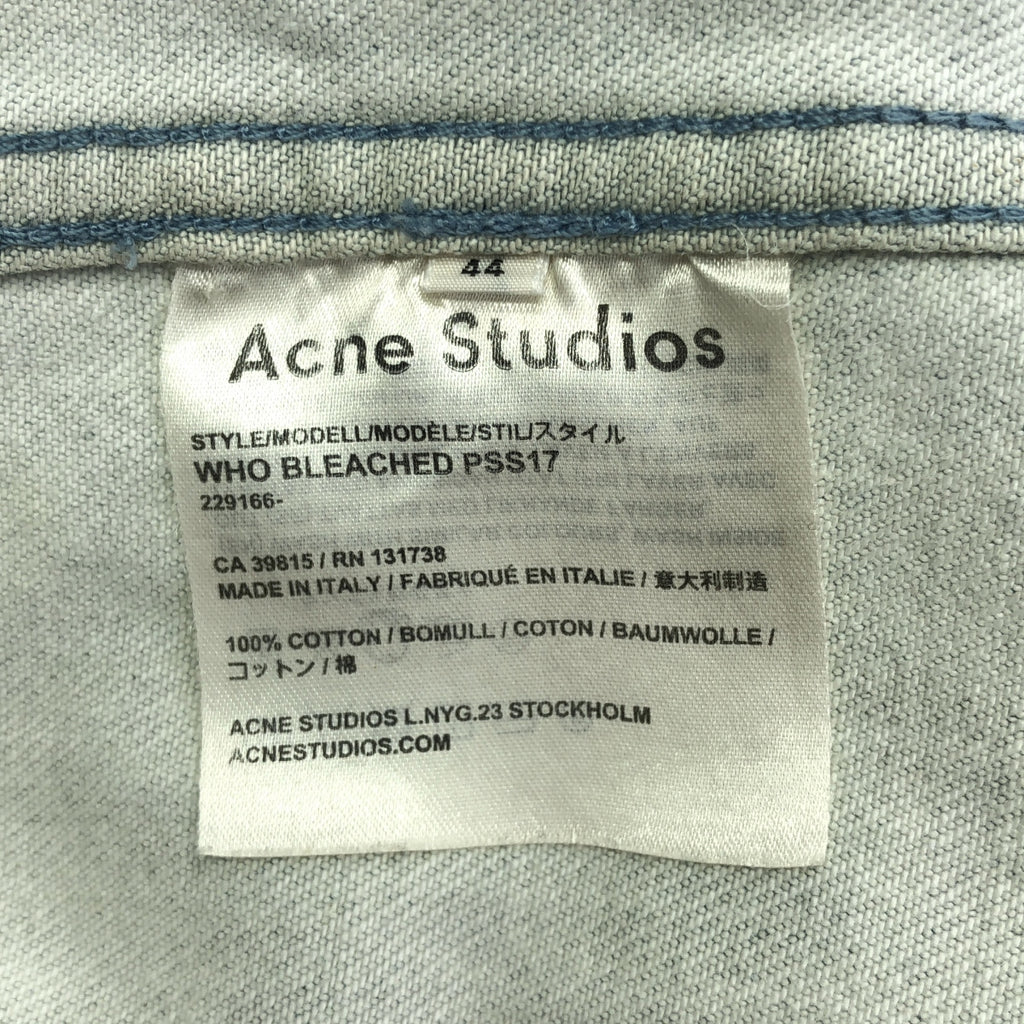 44
Acne Studios
STYLE/MODELL/MODÈLE/STIL/スタイル
WHO BLEACHED PSS17
229166-
CA 39815 / RN 131738
MADE IN ITALY / FABRIQUÉ EN ITALIE / 意大利制造
100% COTTON / BOMULL / COTON / BAUMWOLLE /
コットン / 棉
ACNE STUDIOS L.NYG.23 STOCKHOLM
ACNESTUDIOS.COM